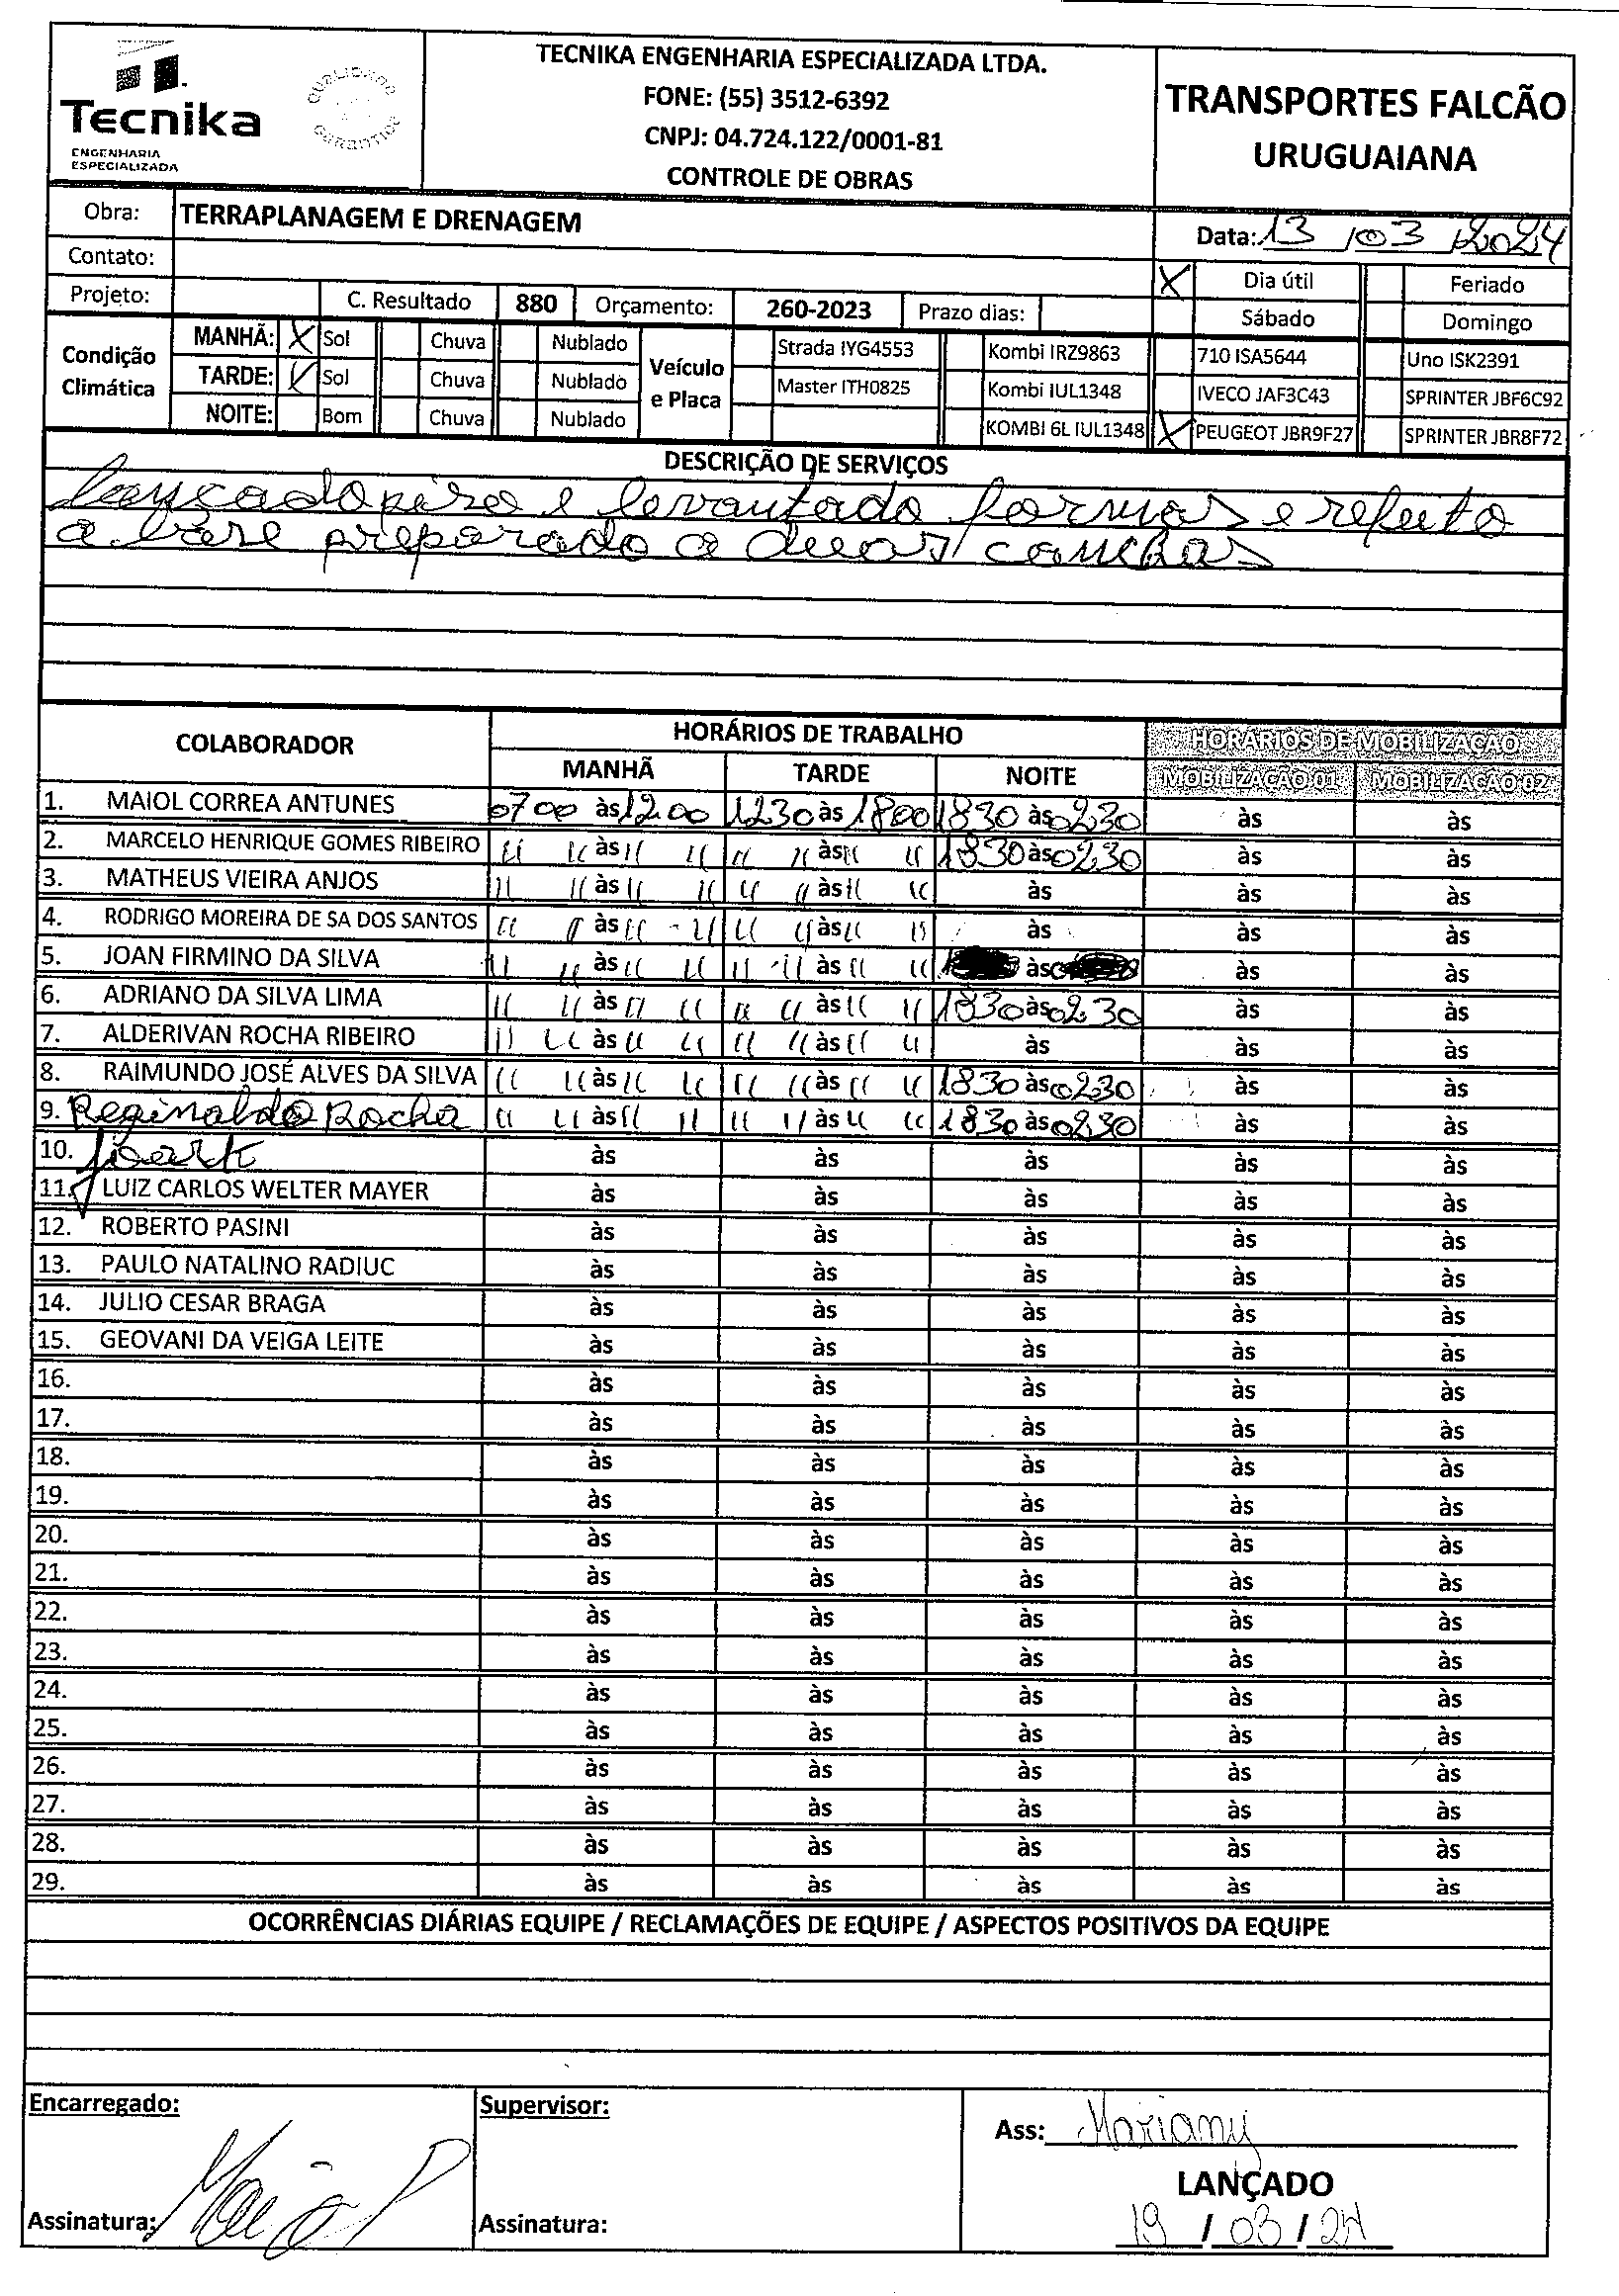 Tecnika
ENGENHARIA
ESPECIALIZADA
QUALIDADE
GARANTIDA
TECNIKA ENGENHARIA ESPECIALIZADA LTDA.
FONE: (55) 3512-6392
CNPJ: 04.724.122/0001-81
CONTROLE DE OBRAS
TRANSPORTES FALCÃO
URUGUAIANA
Obra: TERRAPLANAGEM E DRENAGEM
Data: 13 / 03 / 2024
Contato:
X Dia útil Feriado
Projeto: C. Resultado 880 Orçamento: 260-2023 Prazo dias:
Sábado Domingo
Condição Climática
MANHÃ: X Sol Chuva Nublado
TARDE: X Sol Chuva Nublado
NOITE: Bom Chuva Nublado
Veículo e Placa
Strada IYG4553 Kombi IRZ9863 710 ISA5644 Uno ISK2391
Master ITH0825 Kombi IUL1348 IVECO JAF3C43 SPRINTER JBF6C92
KOMBI 6L IUL1348 X PEUGEOT JBR9F27 SPRINTER JBR8F72
DESCRIÇÃO DE SERVIÇOS
lançado piso e levantado formas e refeito
a base preparado a duas canchas
COLABORADOR HORÁRIOS DE TRABALHO HORÁRIOS DE MOBILIZAÇÃO
MANHÃ TARDE NOITE MOBILIZAÇÃO 01 MOBILIZAÇÃO 02
1. MAIOL CORREA ANTUNES 0700 às 1200 1230 às 1800 1830 às 0230 às às
2. MARCELO HENRIQUE GOMES RIBEIRO " " às " " " " às " " 1830 às 0230 às às
3. MATHEUS VIEIRA ANJOS " " às " " " " às " " às às às
4. RODRIGO MOREIRA DE SA DOS SANTOS " " às " " " " às " " às às às
5. JOAN FIRMINO DA SILVA " " às " " " " às " " às às às
6. ADRIANO DA SILVA LIMA " " às " " " " às " " 1830 às 0230 às às
7. ALDERIVAN ROCHA RIBEIRO " " às " " " " às " " às às às
8. RAIMUNDO JOSÉ ALVES DA SILVA " " às " " " " às " " 1830 às 0230 às às
9. Reginaldo Rocha " " às " " " " às " " 1830 às 0230 às às
10. às às às às às
11. LUIZ CARLOS WELTER MAYER às às às às às
12. ROBERTO PASINI às às às às às
13. PAULO NATALINO RADIUC às às às às às
14. JULIO CESAR BRAGA às às às às às
15. GEOVANI DA VEIGA LEITE às às às às às
16. às às às às às
17. às às às às às
18. às às às às às
19. às às às às às
20. às às às às às
21. às às às às às
22. às às às às às
23. às às às às às
24. às às às às às
25. às às às às às
26. às às às às às
27. às às às às às
28. às às às às às
29. às às às às às
OCORRÊNCIAS DIÁRIAS EQUIPE / RECLAMAÇÕES DE EQUIPE / ASPECTOS POSITIVOS DA EQUIPE
Encarregado:
Assinatura:
Supervisor:
Assinatura:
Ass: Mariany
LANÇADO
19 / 03 / 24